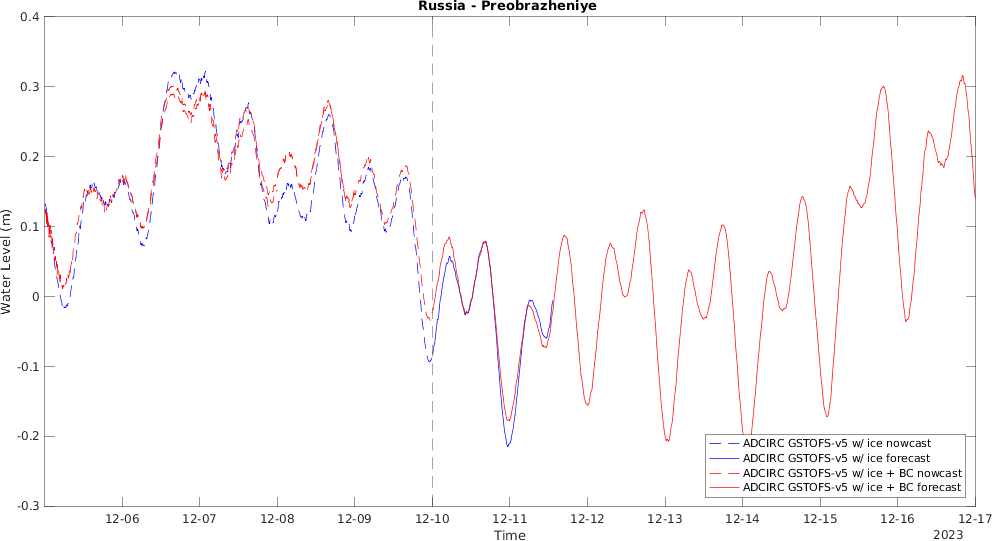 Russia - Preobrazheniye
0.4
0.3
0.2
0.1
0
-0.1
-0.2
-0.3
Water Level (m)
12-06 12-07 12-08 12-09 12-10 12-11 12-12 12-13 12-14 12-15 12-16 12-17
Time
2023
ADCIRC GSTOFS-v5 w/ ice nowcast
ADCIRC GSTOFS-v5 w/ ice forecast
ADCIRC GSTOFS-v5 w/ ice + BC nowcast
ADCIRC GSTOFS-v5 w/ ice + BC forecast